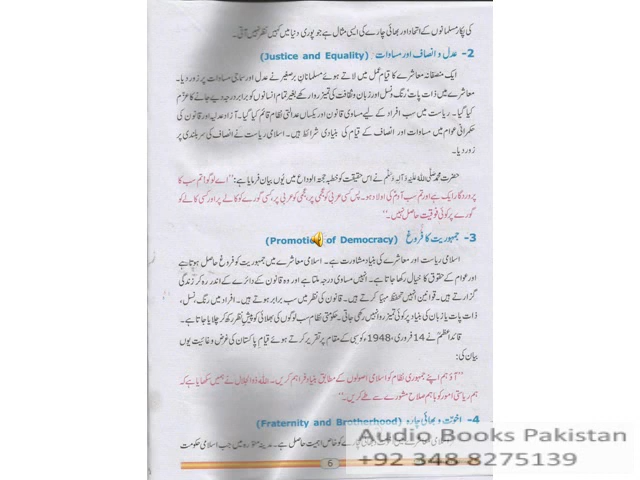 کی پکار مسلمانوں کے اتحاد اور بھائی چارے کی ایسی مثال ہے جو پوری دنیا میں کہیں نظر نہیں آتی۔
2- عدل و انصاف اور مساوات (Justice and Equality)
ایک منصفانہ معاشرے کا قیام عمل میں لاتے ہوئے مسلمانان برصغیر نے عدل اور سماجی مساوات پر زور دیا۔
معاشرے میں ذات پات، رنگ و نسل اور زبان و ثقافت کی تمیز روا رکھے بغیر تمام انسانوں کو برابر درجہ دیے جانے کا عزم
کیا گیا۔ ریاست میں سب افراد کے لیے مساوی قانون اور یکساں عدالتی نظام قائم کیا گیا۔ آزاد عدلیہ اور قانون کی
حکمرانی عوام میں مساوات اور انصاف کے قیام کی بنیادی شرائط ہیں۔ اسلامی ریاست نے انصاف کی سربلندی پر
زور دیا۔
حضرت محمد صلی اللہ علیہ وآلہ وسلم نے اس حقیقت کو خطبہ حجتہ الوداع میں یوں بیان فرمایا ہے: "اے لوگو! تم سب کا
پروردگار ایک ہے اور تم سب آدمؑ کی اولاد ہو۔ پس کسی عربی کو عجمی پر، عجمی کو عربی پر، کسی گورے کو کالے پر اور کسی کالے کو
گورے پر کوئی فوقیت حاصل نہیں۔"
3- جمہوریت کا فروغ (Promotion of Democracy)
اسلامی ریاست اور معاشرے کی بنیاد مشاورت ہے۔ اسلامی معاشرے میں جمہوریت کو فروغ حاصل ہوتا ہے
اور عوام کے حقوق کا خیال رکھا جاتا ہے۔ انہیں مساوی درجہ ملتا ہے اور وہ قانون کے دائرے کے اندر رہ کر زندگی
گزارتے ہیں۔ قوانین انہیں تحفظ مہیا کرتے ہیں۔ قانون کی نظر میں سب برابر ہوتے ہیں۔ افراد میں رنگ، نسل،
ذات پات یا زبان کی بنیاد پر کوئی تمیز روا نہیں رکھی جاتی۔ حکومتی نظام سب لوگوں کی بھلائی کو پیش نظر رکھ کر چلایا جاتا ہے۔
قائد اعظمؒ نے 14 فروری، 1948ء کو سبی کے مقام پر تقریر کرتے ہوئے قیام پاکستان کی غرض و غایت یوں
بیان کی:
"آؤ ہم اپنے جمہوری نظام کو اسلامی اصولوں کے مطابق بنیاد فراہم کریں۔ اللہ ذوالجلال نے ہمیں سکھایا ہے کہ
ہم ریاستی امور کو باہم صلاح مشورے سے طے کریں۔"
4- اخوت و بھائی چارہ (Fraternity and Brotherhood)
چارے کو خاص اہمیت حاصل ہے۔ مدینہ منورہ میں جب اسلامی حکومت
6
Audio Books Pakistan
+92 348 8275139